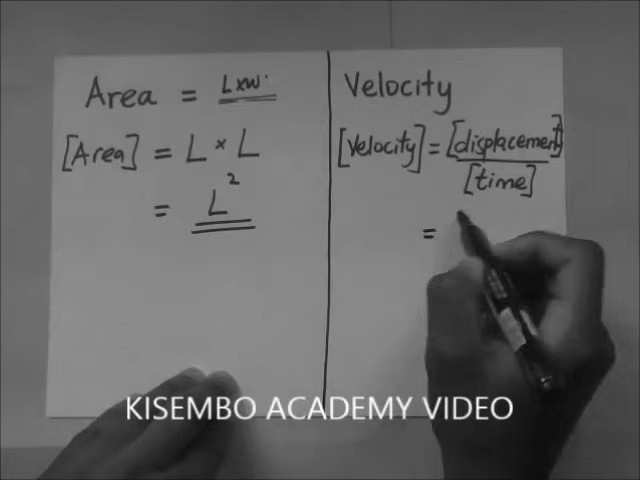 Area = Lxw
[Area] = L × L
= L²
Velocity
[Velocity] = [displacement]
[time]
=
KISEMBO ACADEMY VIDEO